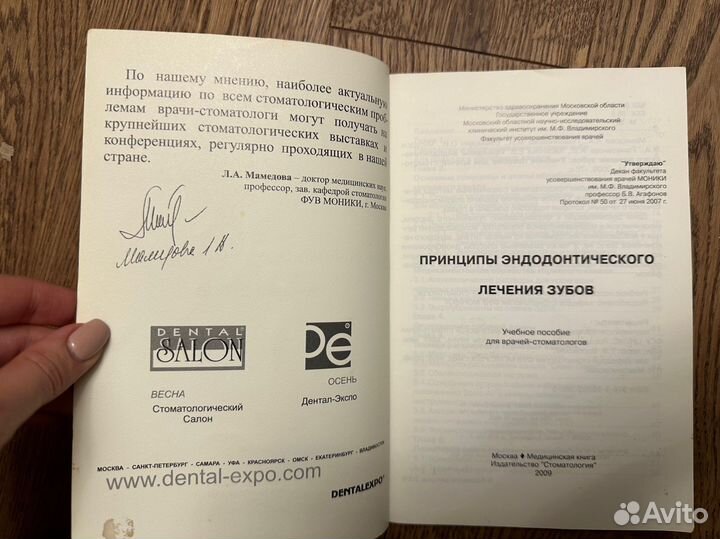 По нашему мнению, наиболее актуальную
информацию по всем стоматологическим проб-
лемам врачи-стоматологи могут получать на
крупнейших стоматологических выставках и
конференциях, регулярно проходящих в нашей
стране.
Л.А. Мамедова – доктор медицинских наук,
профессор, зав. кафедрой стоматологии
ФУВ МОНИКИ, г. Москва
DENTAL
SALON
ВЕСНА
Стоматологический
Салон
De
ОСЕНЬ
Дентал-Экспо
МОСКВА - САНКТ-ПЕТЕРБУРГ - САМАРА - УФА - КРАСНОЯРСК - ОМСК - ЕКАТЕРИНБУРГ - ВЛАДИВОСТОК
www.dental-expo.com
DENTALEXPO®
Министерство здравоохранения Московской области
Государственное учреждение
Московский областной научно-исследовательский
клинический институт им. М.Ф. Владимирского
Факультет усовершенствования врачей
"Утверждаю"
Декан факультета
усовершенствования врачей МОНИКИ
им. М.Ф. Владимирского
профессор Б.В. Агафонов
Протокол № 50 от 27 июня 2007 г.
ПРИНЦИПЫ ЭНДОДОНТИЧЕСКОГО
ЛЕЧЕНИЯ ЗУБОВ
Учебное пособие
для врачей-стоматологов
Москва ♦ Медицинская книга
Издательство "Стоматология"
2009
Avito